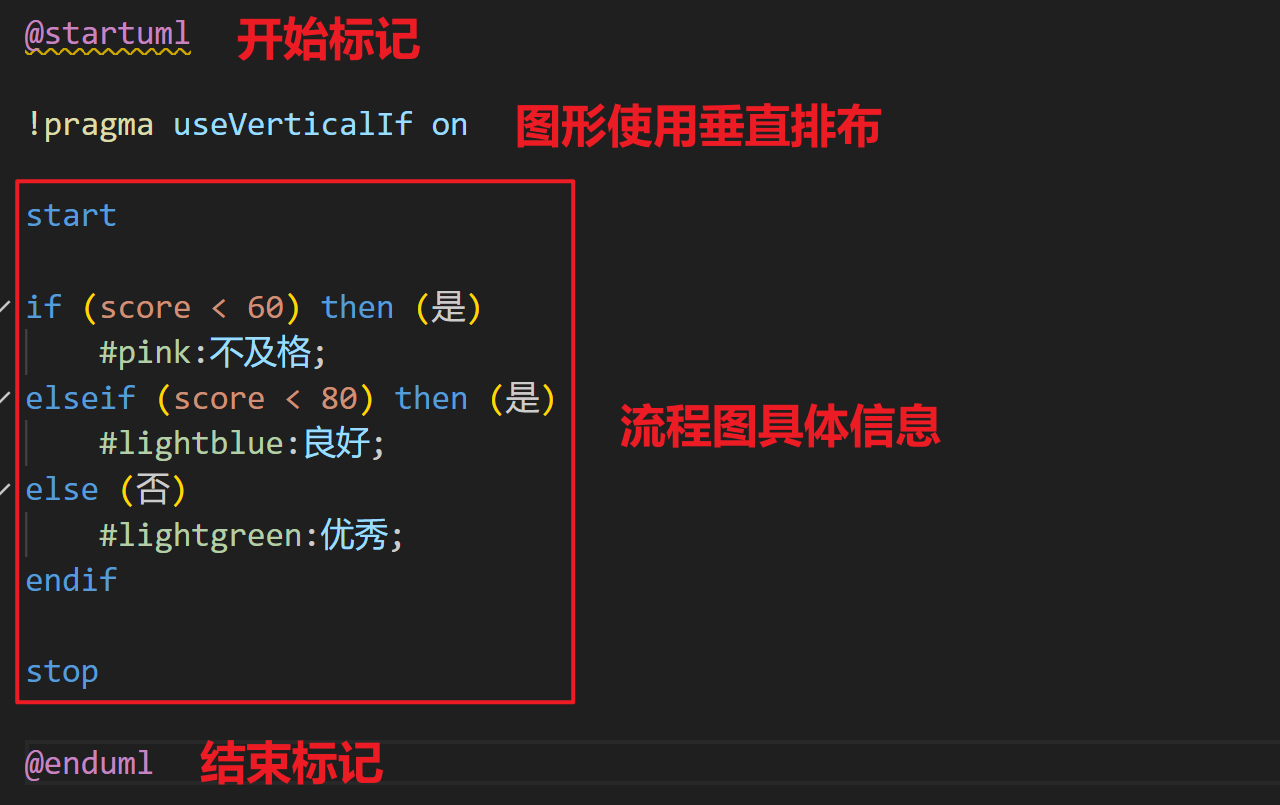 @startuml 开始标记
!pragma useVerticalIf on 图形使用垂直排布
start
if (score < 60) then (是)
#pink:不及格;
elseif (score < 80) then (是)
流程图具体信息
#lightblue:良好;
else (否)
#lightgreen:优秀;
endif
stop
@enduml 结束标记